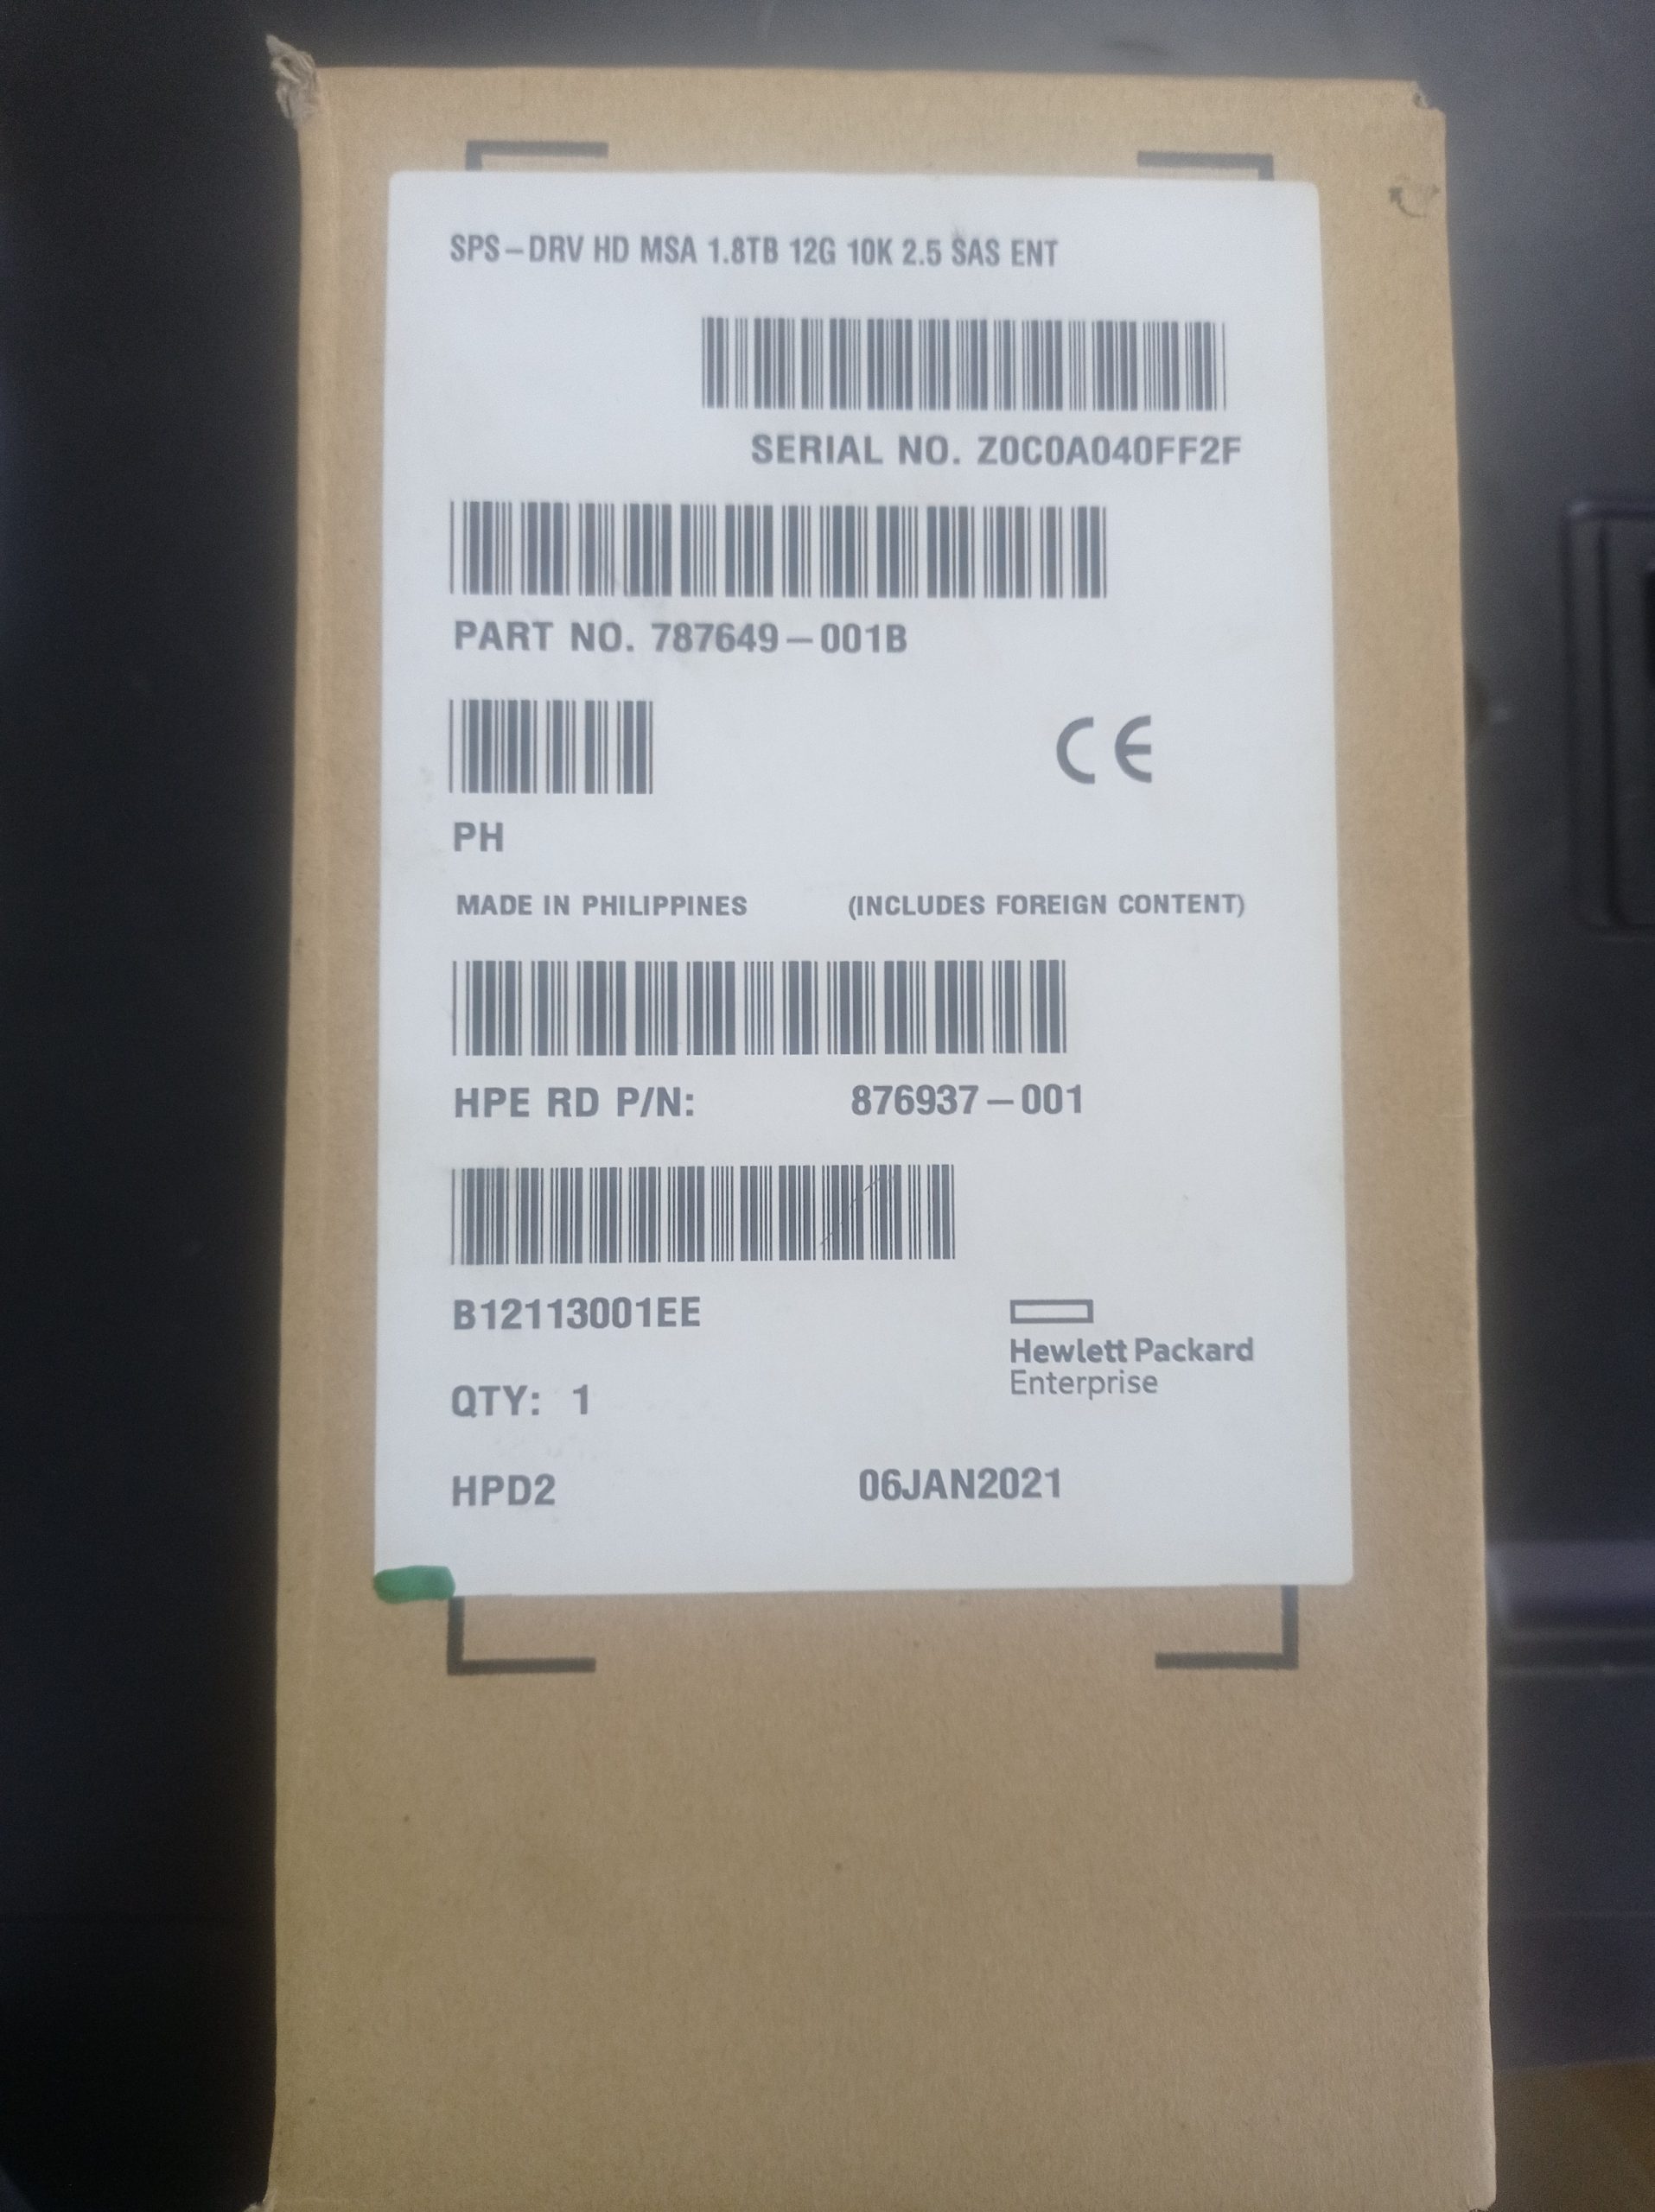 SPS-DRV HD MSA 1.8TB 12G 10K 2.5 SAS ENT
SERIAL NO. Z0C0A040FF2F
PART NO. 787649-001B
CE
PH
MADE IN PHILIPPINES (INCLUDES FOREIGN CONTENT)
HPE RD P/N: 876937-001
B12113001EE
Hewlett Packard
Enterprise
QTY: 1
HPD2 06JAN2021